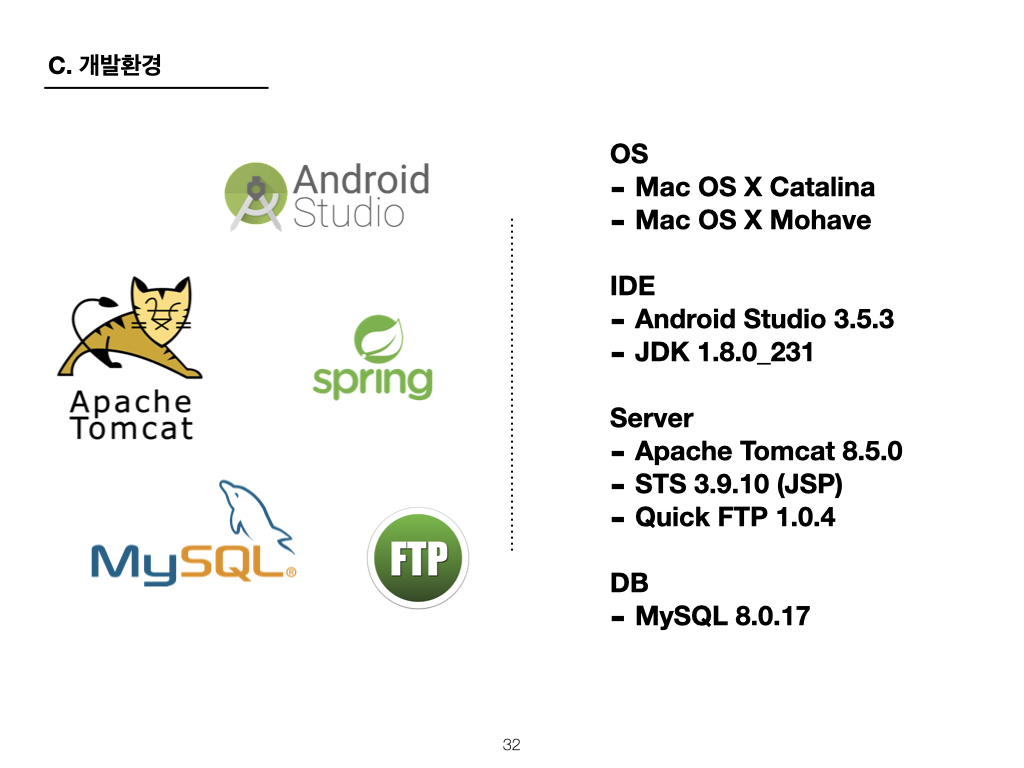 C. 개발환경
Android
Studio
Apache
Tomcat
spring
MySQL®
FTP
OS
- Mac OS X Catalina
- Mac OS X Mohave
IDE
- Android Studio 3.5.3
- JDK 1.8.0_231
Server
- Apache Tomcat 8.5.0
- STS 3.9.10 (JSP)
- Quick FTP 1.0.4
DB
- MySQL 8.0.17
32